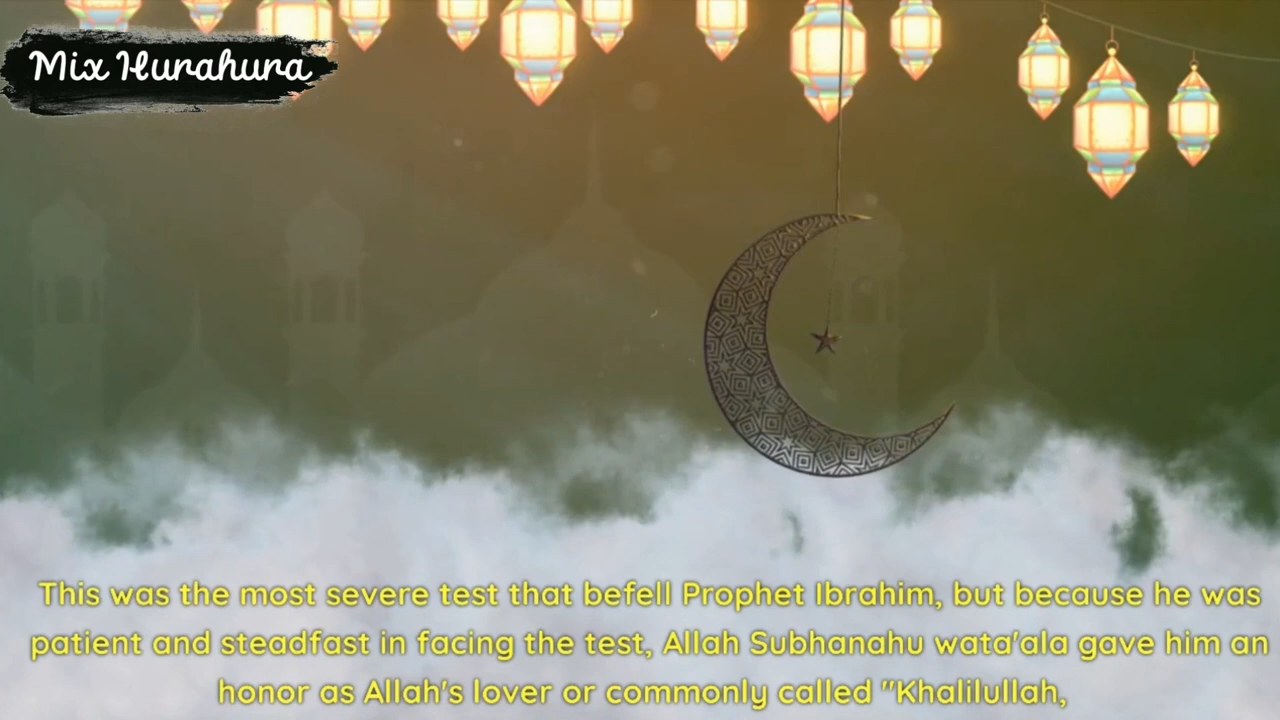 Mix Hurahura
This was the most severe test that befell Prophet Ibrahim, but because he was
patient and steadfast in facing the test, Allah Subhanahu wata'ala gave him an
honor as Allah's lover or commonly called "Khalilullah,